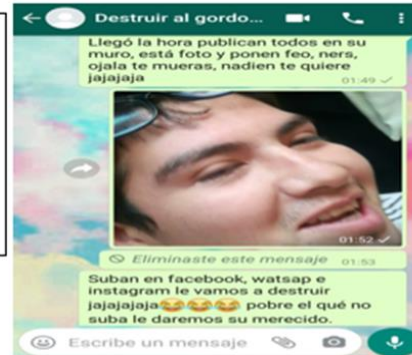 Destruir al gordo...
Llegó la hora publican todos en su
muro, está foto y ponen feo, ners,
ojala te mueras, nadien te quiere
jajajaja
01:49
01:52
Eliminaste este mensaje 01:53
Suban en facebook, watsap e
instagram le vamos a destruir
jajajajaja😂😂😂 pobre el qué no
suba le daremos su merecido.
Escribe un mensaje